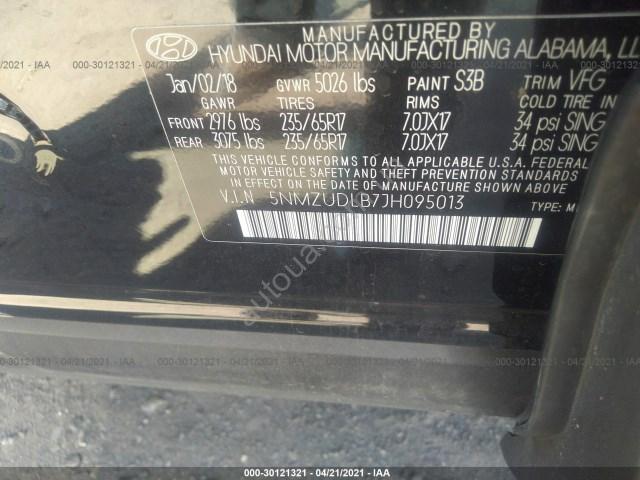 MANUFACTURED BY
HYUNDAI MOTOR MANUFACTURING ALABAMA, LL
Jan/02/18 GVWR 5026 lbs PAINT S3B TRIM VFG
GAWR TIRES RIMS COLD TIRE IN
FRONT 2976 lbs 235/65R17 7.0JX17 34 psi SING
REAR 3075 lbs 235/65R17 7.0JX17 34 psi SING
THIS VEHICLE CONFORMS TO ALL APPLICABLE U.S.A. FEDERAL
MOTOR VEHICLE SAFETY AND THEFT PREVENTION STANDARDS
IN EFFECT ON THE DATE OF MANUFACTURE SHOWN ABOVE.
V.I.N 5NMZUDLB7JH095013 TYPE: M
autoua.
000-30121321 - 04/21/2021 - IAA